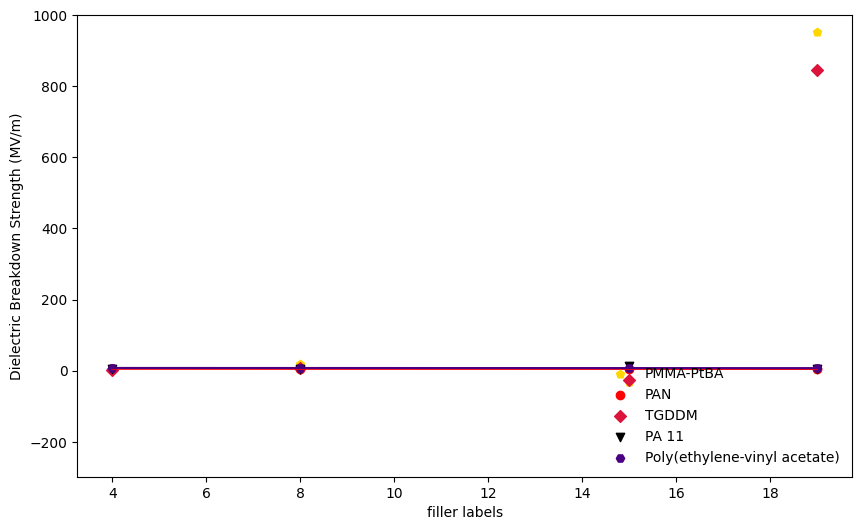 1000
800
600
400
200
0
−200
Dielectric Breakdown Strength (MV/m)
4 6 8 10 12 14 16 18
filler labels
PMMA-PtBA
PAN
TGDDM
PA 11
Poly(ethylene-vinyl acetate)